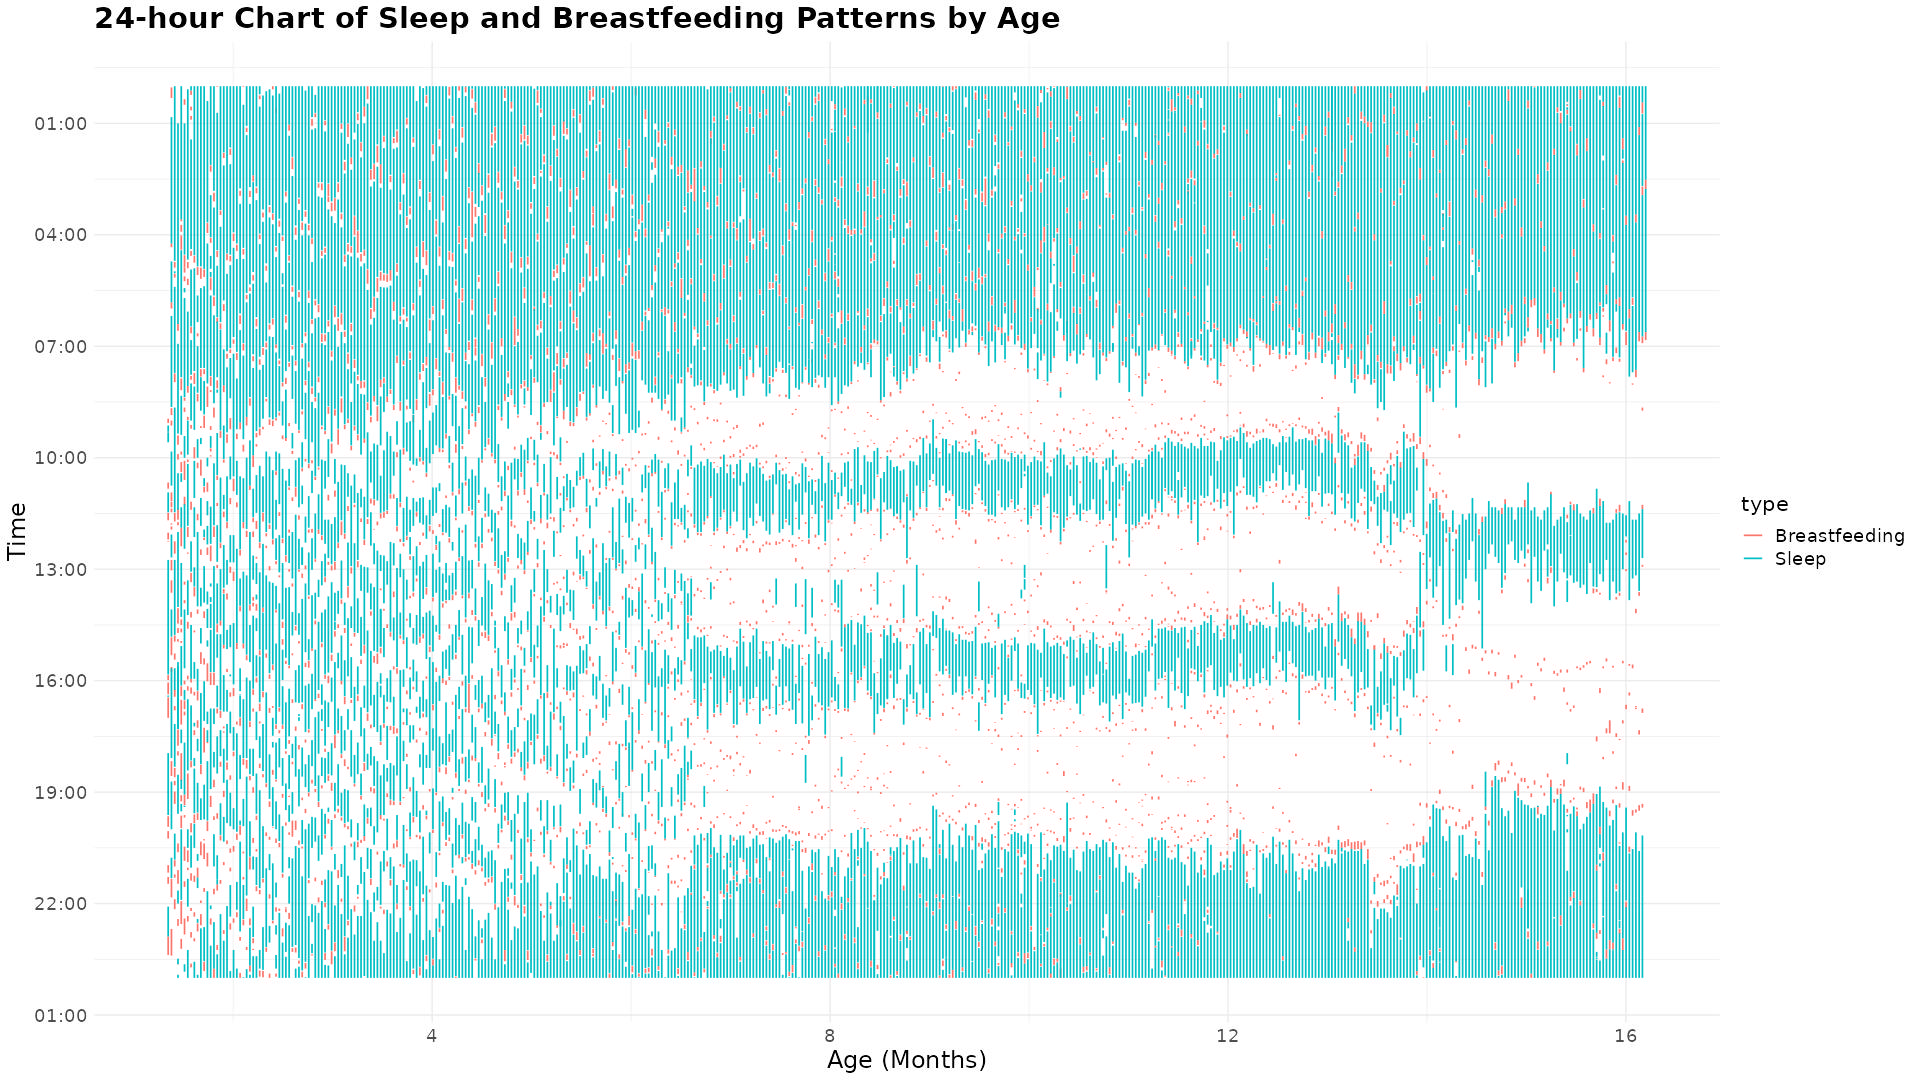 24-hour Chart of Sleep and Breastfeeding Patterns by Age
01:00
04:00
07:00
10:00
13:00
16:00
19:00
22:00
01:00
Time
4
8
12
16
Age (Months)
type
Breastfeeding
Sleep